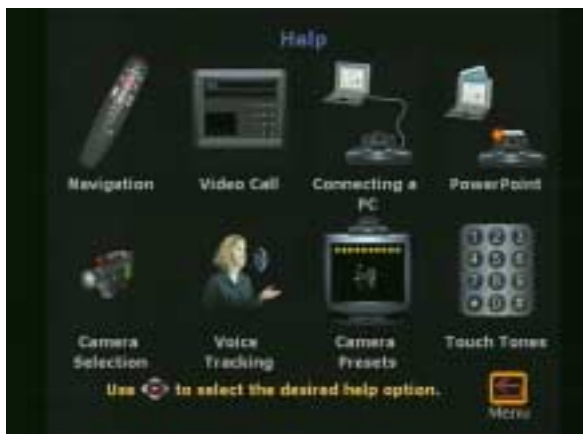 Help
Navigation
Video Call
Connecting a
PC
PowerPoint
Camera
Selection
Voice
Tracking
Camera
Presets
Touch Tones
Use to select the desired help option.
Menu